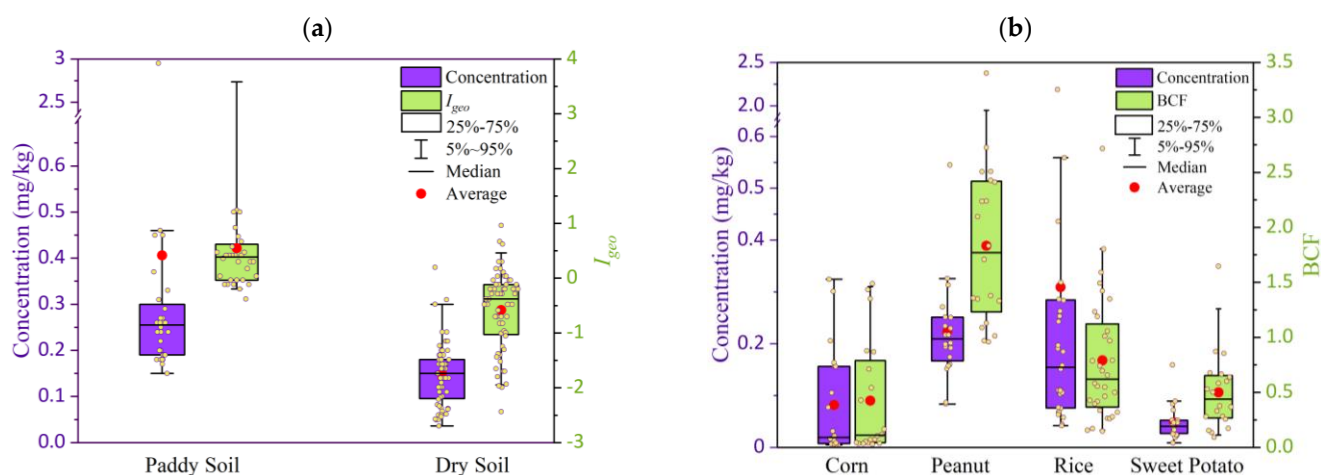 (a)
Concentration (mg/kg)
3
2.5
0.6
0.5
0.4
0.3
0.2
0.1
0.0
Concentration
I_geo
25%-75%
5%~95%
Median
Average
4
3
2
1
0
-1
-2
-3
I_geo
Paddy Soil
Dry Soil
(b)
Concentration (mg/kg)
2.5
2.0
0.6
0.5
0.4
0.2
0
Concentration
BCF
25%-75%
5%-95%
Median
Average
3.5
3.0
2.5
2.0
1.5
1.0
0.5
0.0
BCF
Corn
Peanut
Rice
Sweet Potato